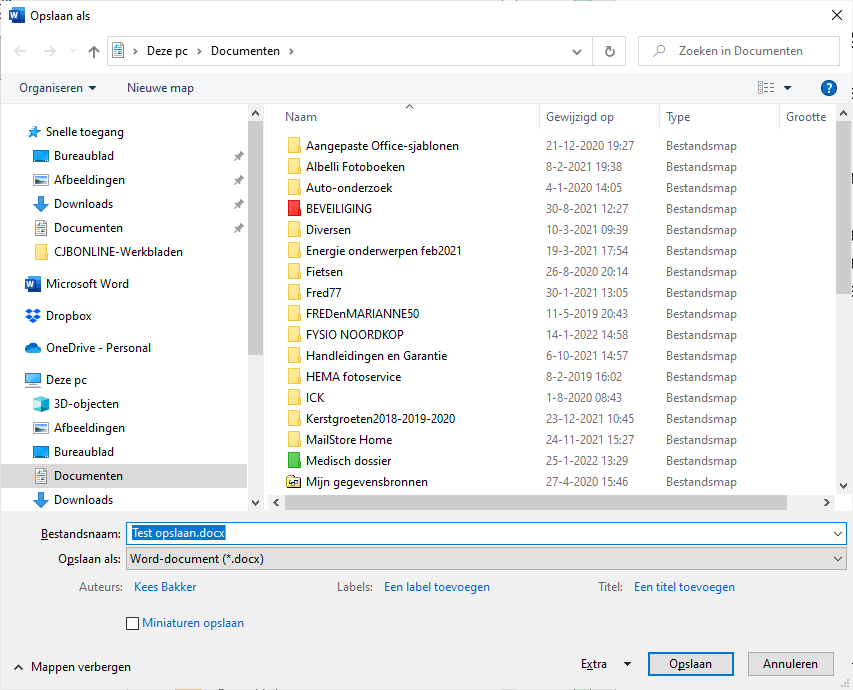 Opslaan als
Deze pc > Documenten >
Zoeken in Documenten
Organiseren
Nieuwe map
?
Snelle toegang
Bureaublad
Afbeeldingen
Downloads
Documenten
CJBONLINE-Werkbladen
Microsoft Word
Dropbox
OneDrive - Personal
Deze pc
3D-objecten
Afbeeldingen
Bureaublad
Documenten
Downloads
Naam Gewijzigd op Type Grootte
Aangepaste Office-sjablonen 21-12-2020 19:27 Bestandsmap
Albelli Fotoboeken 8-2-2021 19:38 Bestandsmap
Auto-onderzoek 4-1-2020 14:05 Bestandsmap
BEVEILIGING 30-8-2021 12:27 Bestandsmap
Diversen 10-3-2021 09:39 Bestandsmap
Energie onderwerpen feb2021 19-3-2021 17:54 Bestandsmap
Fietsen 26-8-2020 20:14 Bestandsmap
Fred77 30-1-2021 13:05 Bestandsmap
FREDenMARIANNE50 11-5-2019 20:43 Bestandsmap
FYSIO NOORDKOP 14-1-2022 14:58 Bestandsmap
Handleidingen en Garantie 6-10-2021 14:57 Bestandsmap
HEMA fotoservice 8-2-2019 16:02 Bestandsmap
ICK 1-8-2020 08:43 Bestandsmap
Kerstgroeten2018-2019-2020 23-12-2021 10:45 Bestandsmap
MailStore Home 24-11-2021 15:27 Bestandsmap
Medisch dossier 25-1-2022 13:29 Bestandsmap
Mijn gegevensbronnen 27-4-2020 15:46 Bestandsmap
Bestandsnaam: Test opslaan.docx
Opslaan als: Word-document (*.docx)
Auteurs: Kees Bakker Labels: Een label toevoegen Titel: Een titel toevoegen
Miniaturen opslaan
Mappen verbergen Extra Opslaan Annuleren